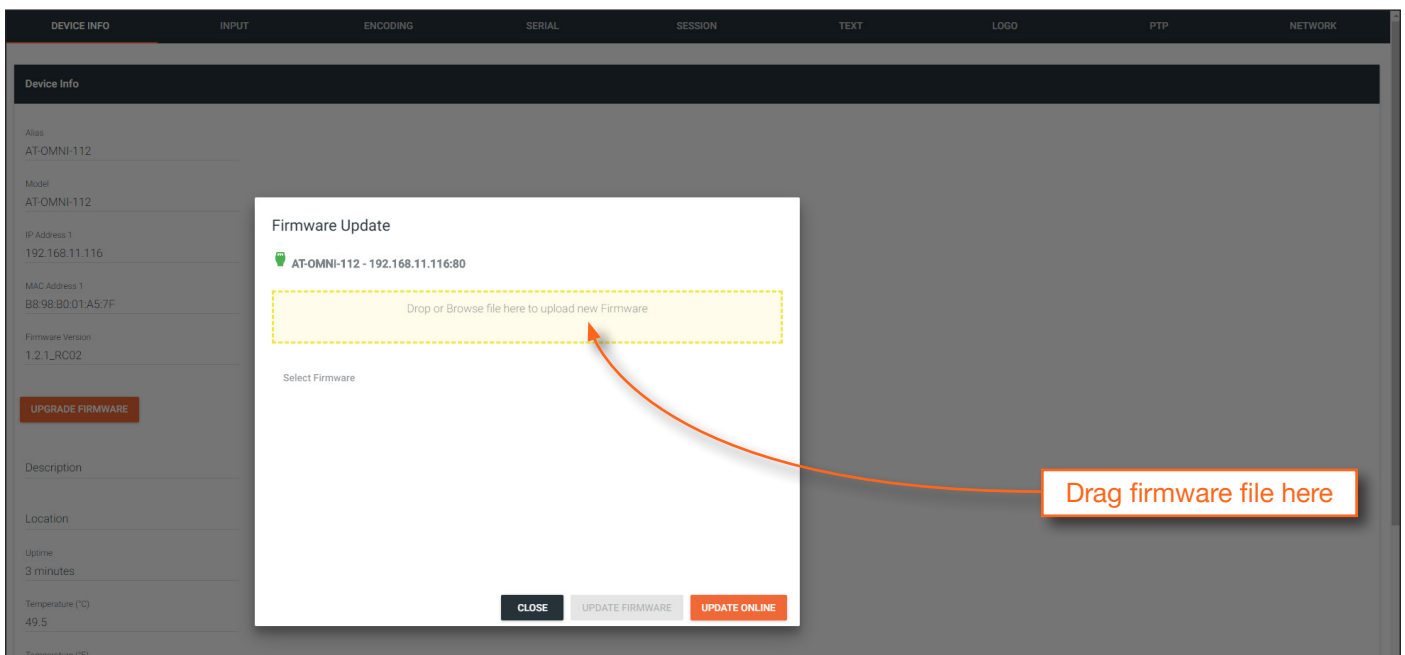 DEVICE INFO INPUT ENCODING SERIAL SESSION TEXT LOGO PTP NETWORK
Device Info
Alias
AT-OMNI-112
Model
AT-OMNI-112
IP Address 1
192.168.11.116
MAC Address 1
B8:98:B0:01:A5:7F
Firmware Version
1.2.1_RC02
UPGRADE FIRMWARE
Description
Location
Uptime
3 minutes
Temperature (°C)
49.5
Firmware Update
AT-OMNI-112 - 192.168.11.116:80
Drop or Browse file here to upload new Firmware
Select Firmware
CLOSE UPDATE FIRMWARE UPDATE ONLINE
Drag firmware file here